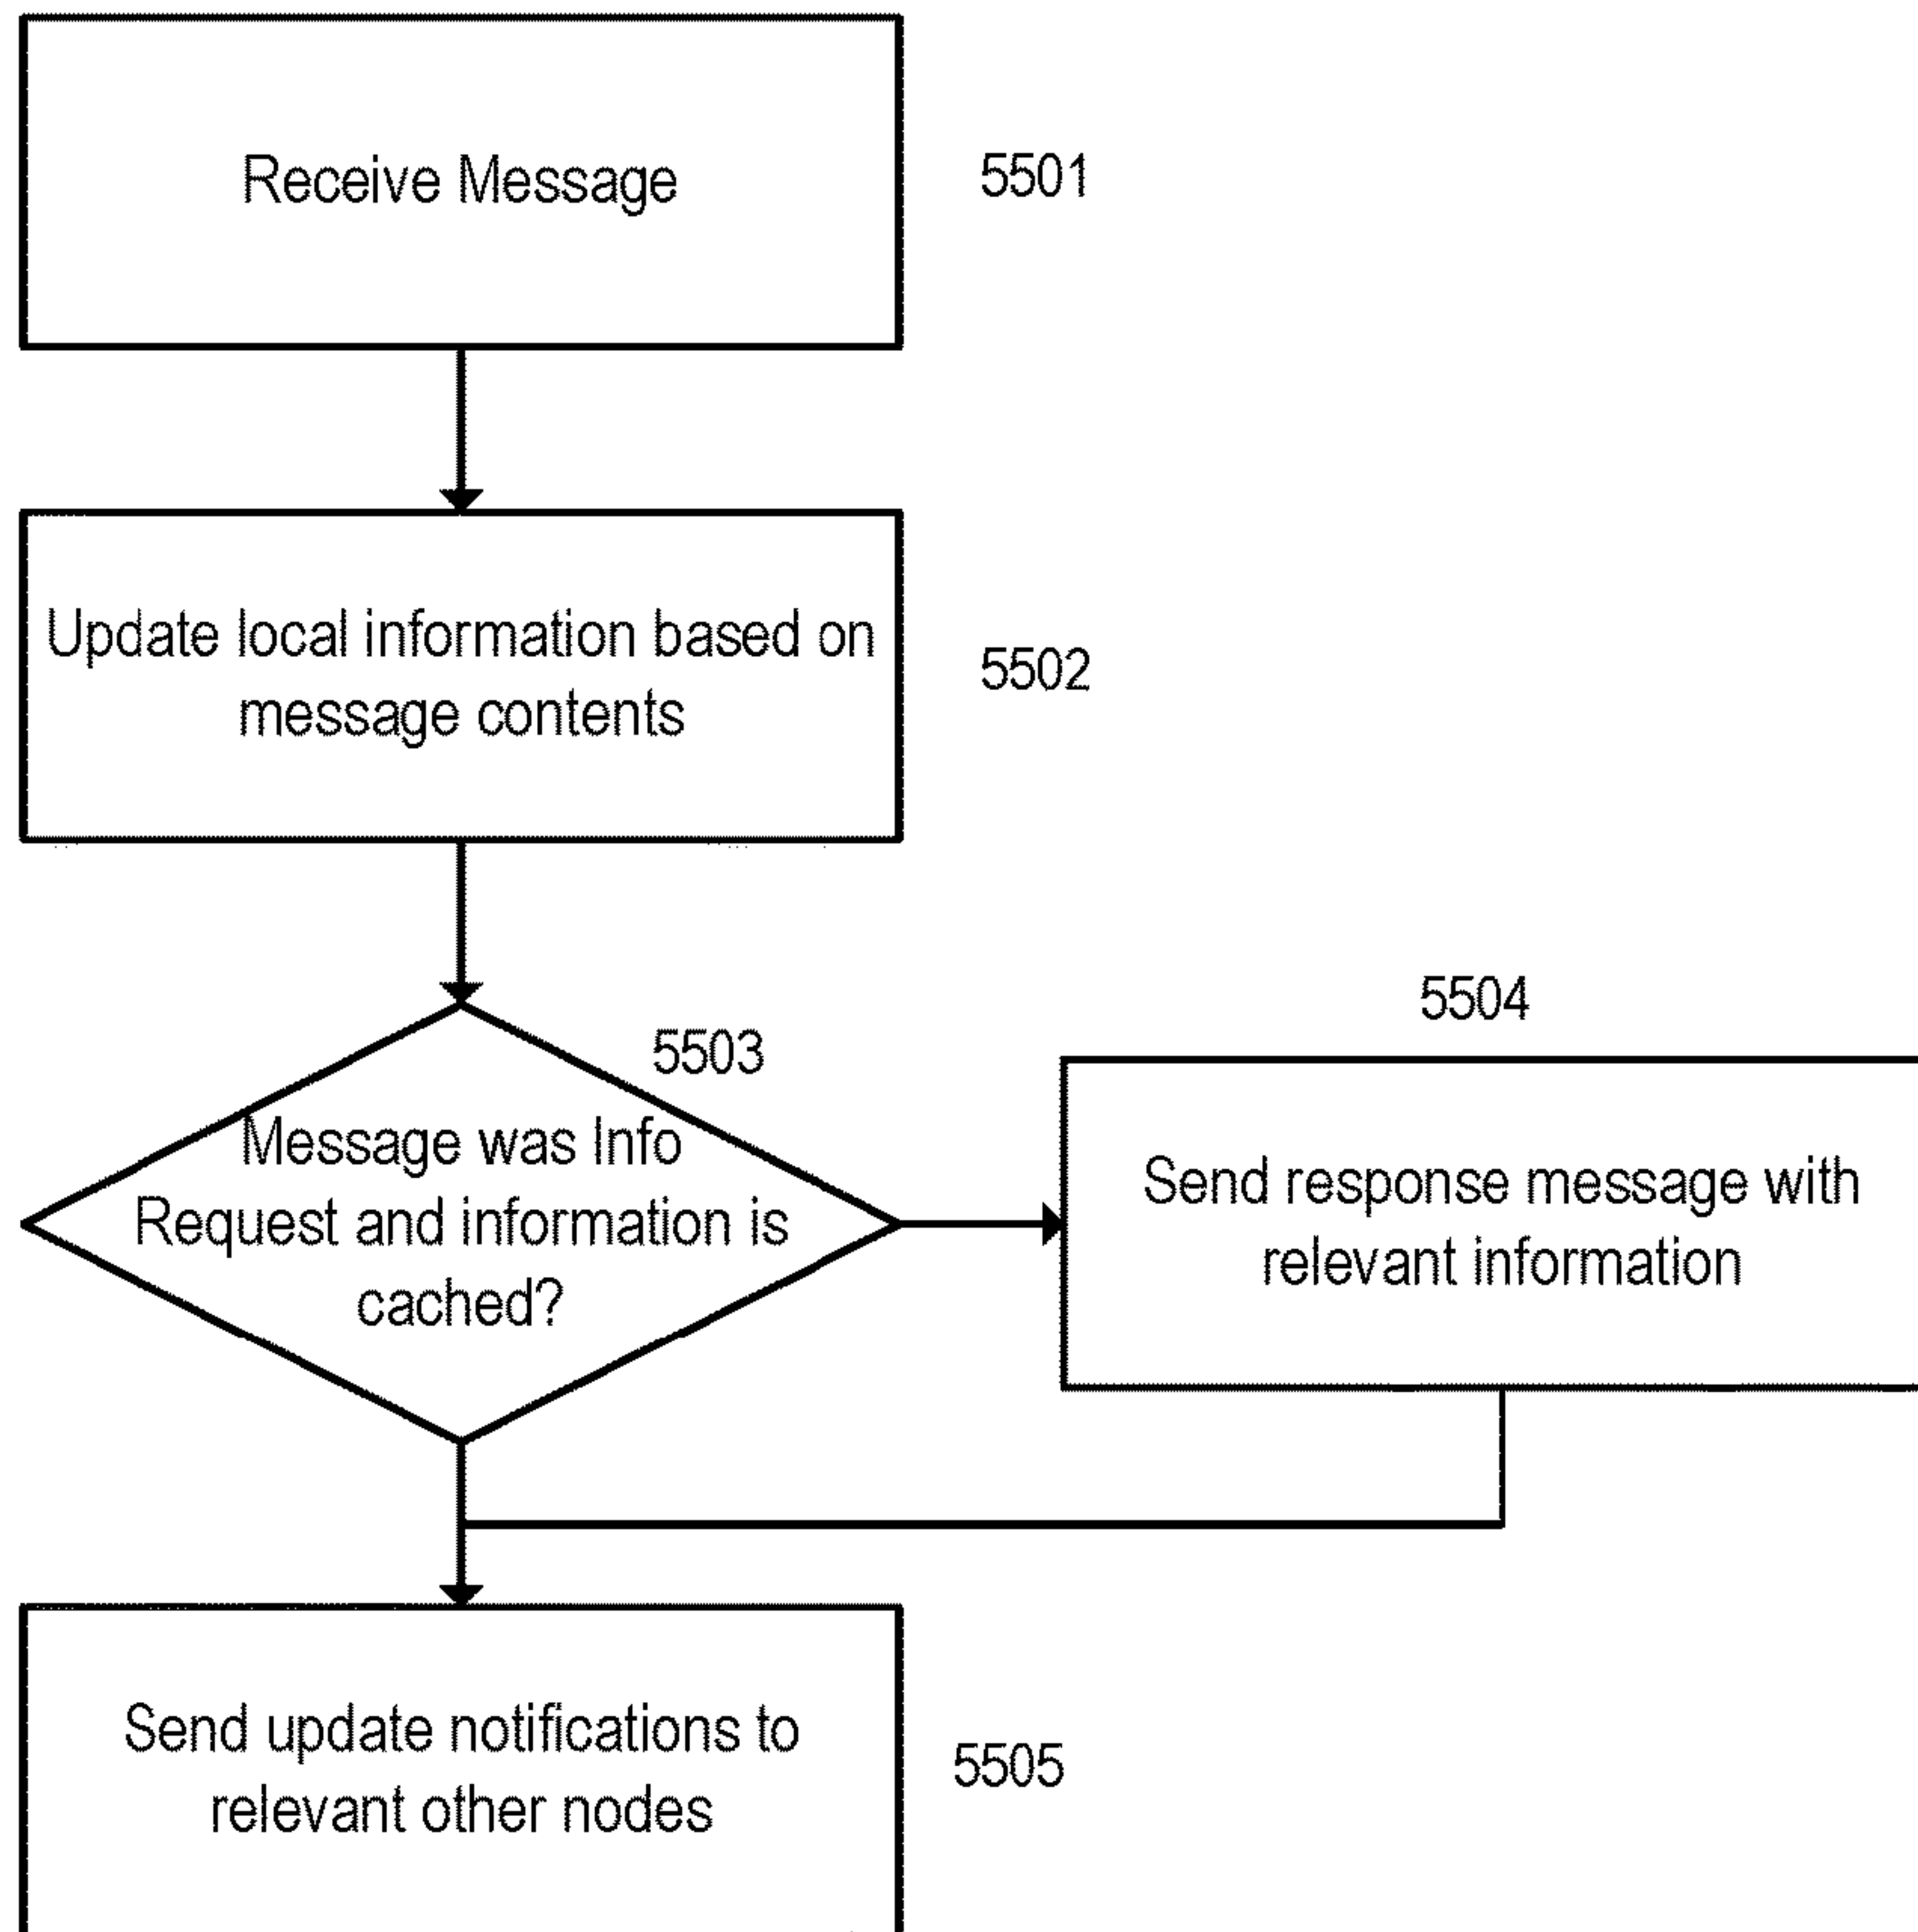 Receive Message
5501
Update local information based on
message contents
5502
5503
Message was Info
Request and information is
cached?
5504
Send response message with
relevant information
Send update notifications to
relevant other nodes
5505